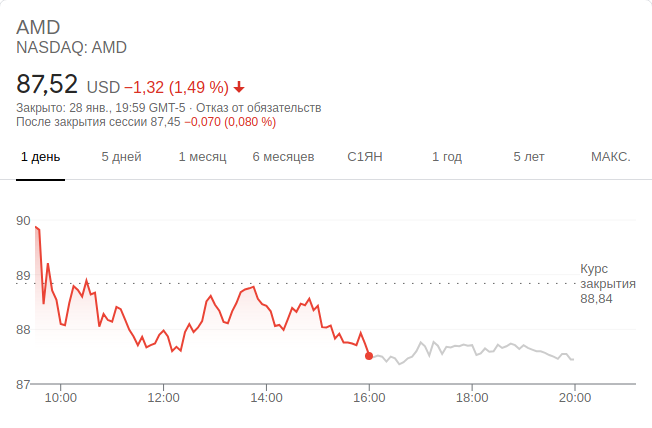 AMD
NASDAQ: AMD
87,52 USD −1,32 (1,49 %)
Закрыто: 28 янв., 19:59 GMT-5 · Отказ от обязательств
После закрытия сессии 87,45 −0,070 (0,080 %)
1 день 5 дней 1 месяц 6 месяцев С1ЯН 1 год 5 лет МАКС.
90
89
88
87
Курс
закрытия
88,84
10:00 12:00 14:00 16:00 18:00 20:00